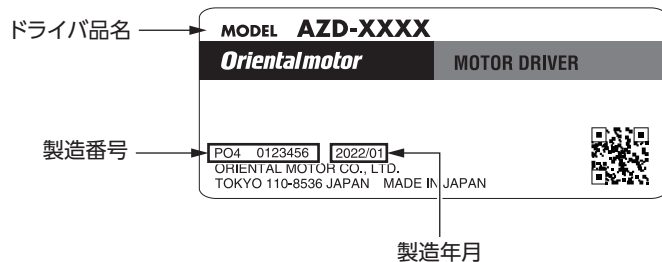 ドライバ品名
MODEL AZD-XXXX
Orientalmotor MOTOR DRIVER
製造番号
PO4 0123456 2022/01
ORIENTAL MOTOR CO., LTD.
TOKYO 110-8536 JAPAN MADE IN JAPAN
製造年月